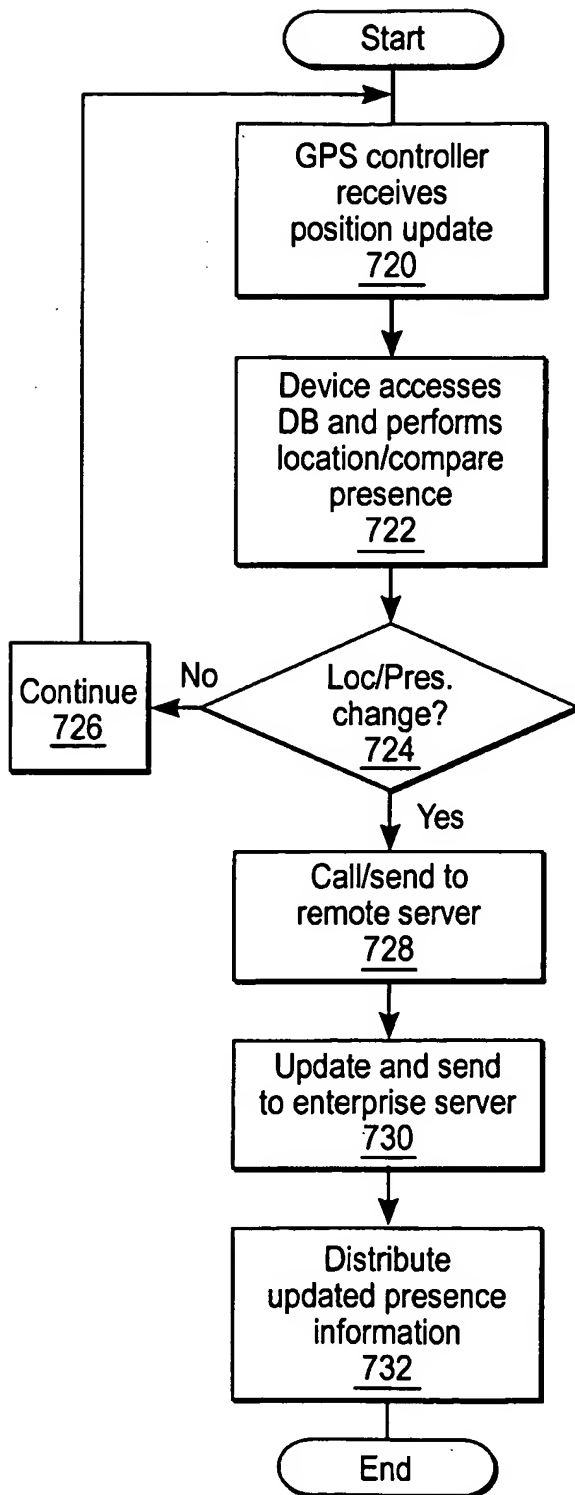 Start
GPS controller
receives
position update
720
Device accesses
DB and performs
location/compare
presence
722
Loc/Pres.
change?
724
No
Continue
726
Yes
Call/send to
remote server
728
Update and send
to enterprise server
730
Distribute
updated presence
information
732
End